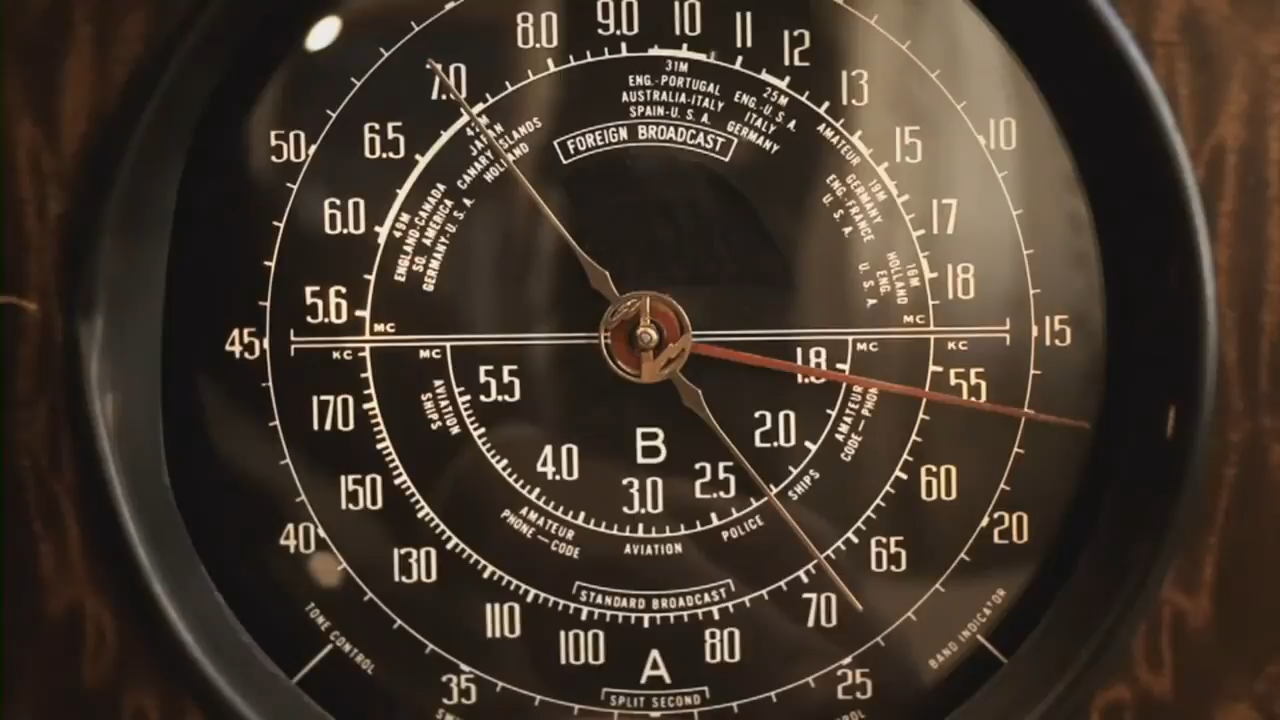 8.0 9.0 10 11 12
7.0 13
6.5 15
6.0 17
5.6 18
50 10
45 15
31M
ENG.-PORTUGAL
AUSTRALIA-ITALY
SPAIN-U. S. A.
25M
ENG.-U. S. A.
ITALY
GERMANY
FOREIGN BROADCAST
JAPAN
CANARY ISLANDS
HOLLAND
49M
ENGLAND-CANADA
SO. AMERICA
GERMANY-U. S. A.
AMATEUR
19M
GERMANY
ENG.-FRANCE
U. S. A.
16M
HOLLAND
ENG.
U. S. A.
MC MC
KC MC MC KC
5.5 1.8
4.0 3.0 2.5 2.0
B
AVIATION
SHIPS
AMATEUR
PHONE—CODE
AVIATION
POLICE
SHIPS
AMATEUR
170 55
150 60
130 65
110 100 80 70
STANDARD BROADCAST
A
40 20
35 25
SPLIT SECOND
TONE CONTROL
BAND INDICATOR